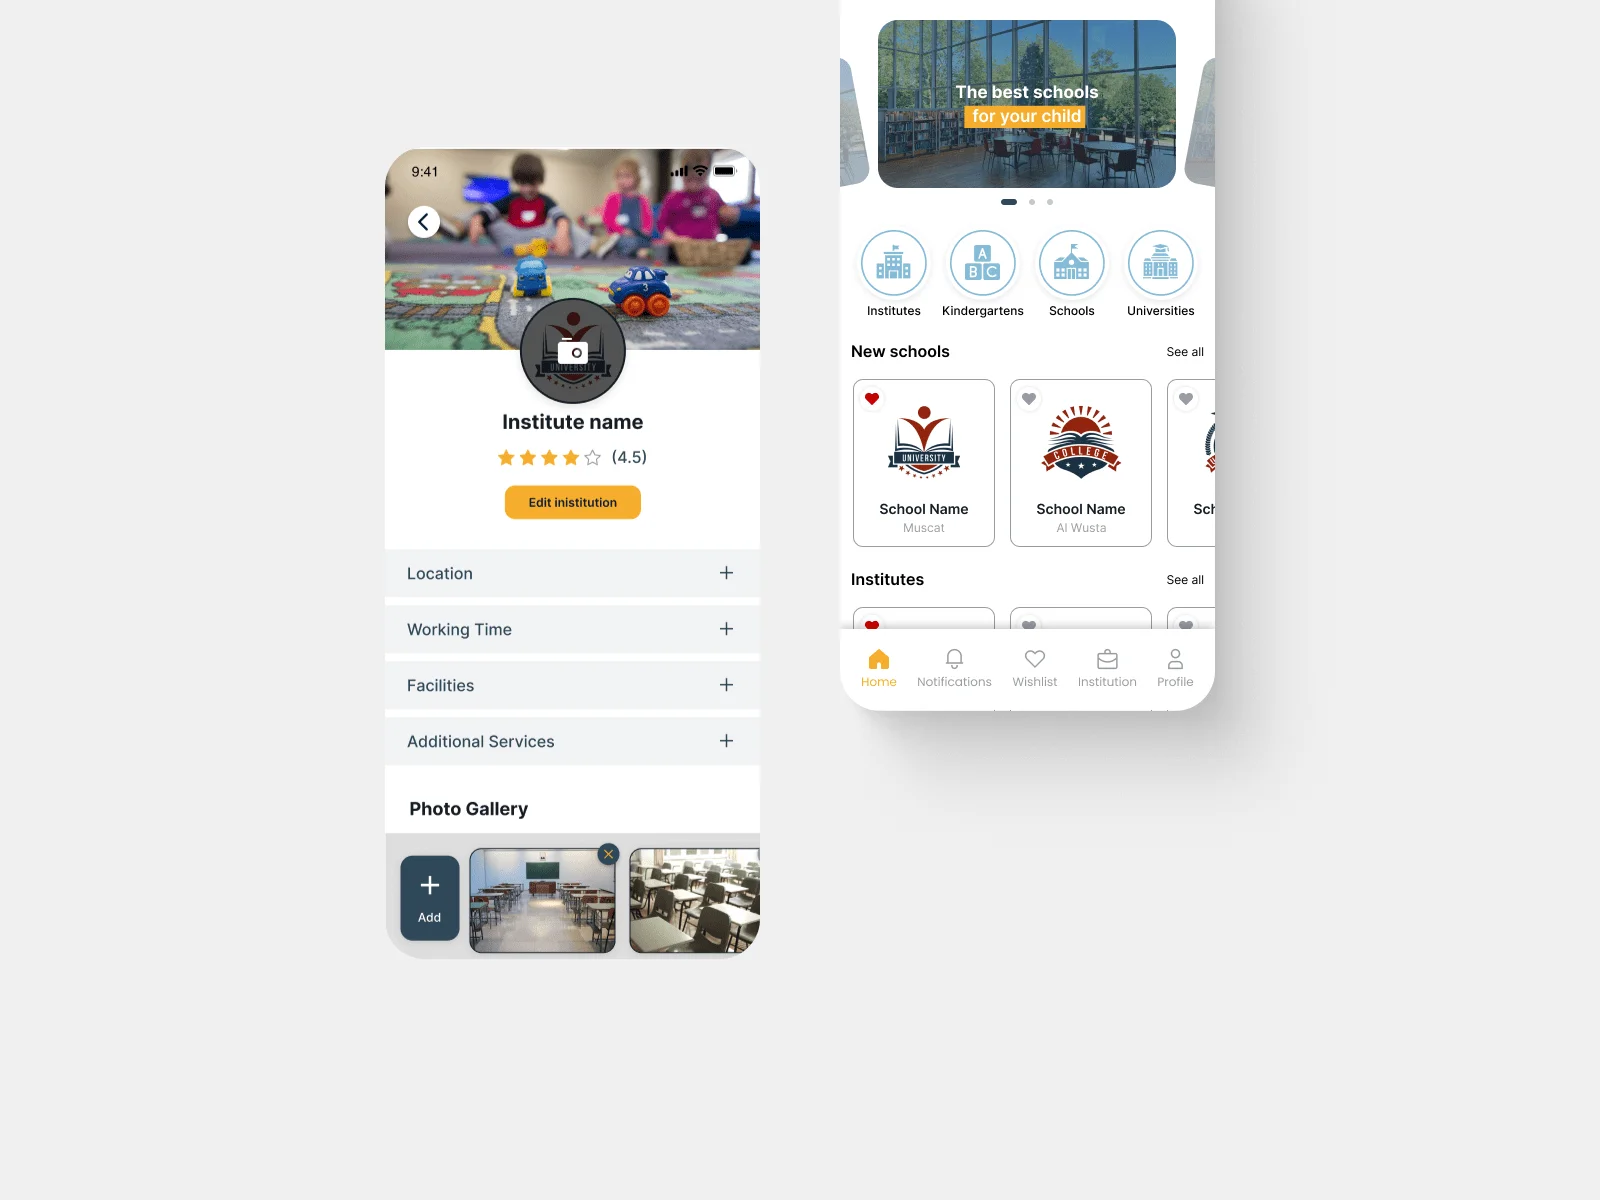 9:41
3
UNIVERSITY
Institute name
(4.5)
Edit inistitution
Location
Working Time
Facilities
Additional Services
Photo Gallery
Add
The best schools
for your child
A
B C
Institutes
Kindergartens
Schools
Universities
New schools
See all
UNIVERSITY
School Name
Muscat
COLLEGE
School Name
Al Wusta
Sch
Institutes
See all
Home
Notifications
Wishlist
Institution
Profile